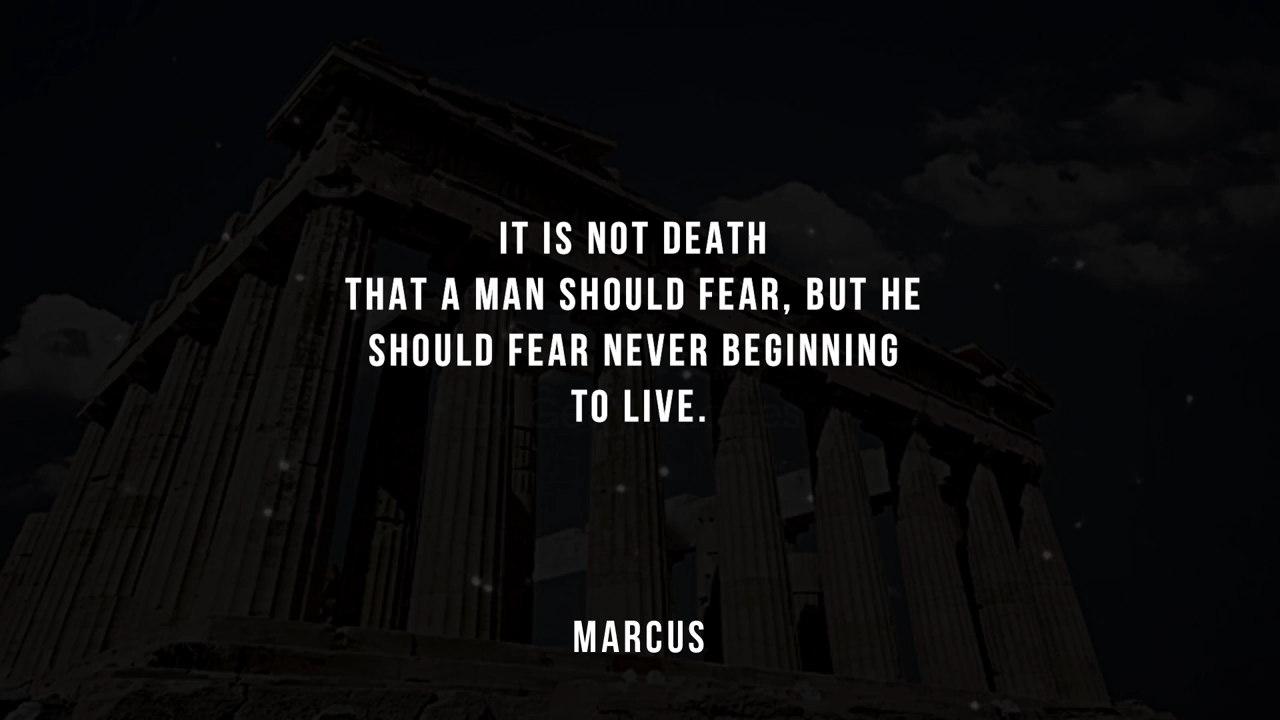 IT IS NOT DEATH
THAT A MAN SHOULD FEAR, BUT HE
SHOULD FEAR NEVER BEGINNING
TO LIVE.
MARCUS